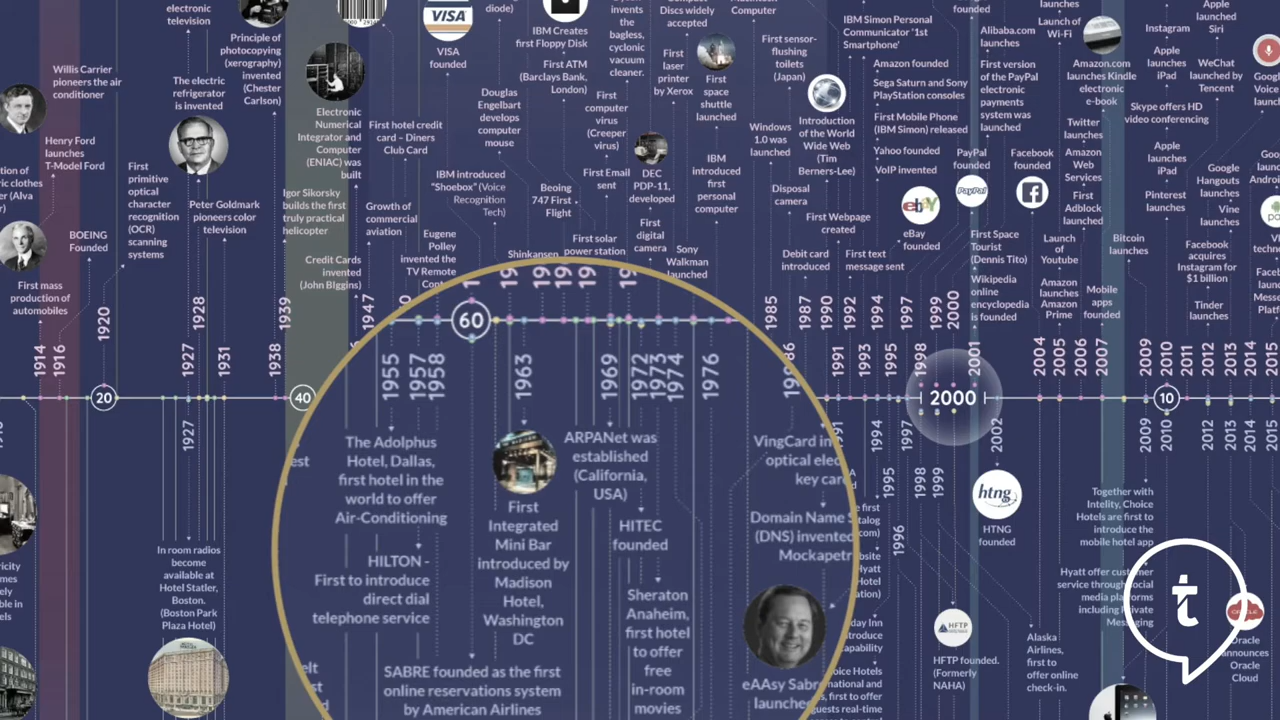 electronic
television
Willis Carrier
pioneers the air
conditioner
Henry Ford
launches
T-Model Ford
BOEING
Founded
First mass
production of
automobiles
First
primitive
optical
character
recognition
(OCR)
scanning
systems
The electric
refrigerator
is invented
Peter Goldmark
pioneers color
television
Principle of
photocopying
(xerography)
invented
(Chester
Carlson)
Electronic
Numerical
Integrator and
Computer
(ENIAC) was
built
Igor Sikorsky
builds the first
truly practical
helicopter
Credit Cards
invented
(John BIggins)
First hotel credit
card – Diners
Club Card
Growth of
commercial
aviation
VISA
VISA
founded
IBM introduced
"Shoebox" (Voice
Recognition
Tech)
Eugene
Polley
invented the
TV Remote
diode)
Douglas
Engelbart
develops
computer
mouse
Shinkansen
IBM Creates
first Floppy Disk
First ATM
(Barclays Bank,
London)
Beoing
747 First
Flight
First solar
power station
invents
the
bagless,
cyclonic
vacuum
cleaner.
First
computer
virus
(Creeper
virus)
First Email
sent
First
laser
printer
by Xerox
DEC
PDP-11,
developed
First
digital
camera
Sony
Walkman
launched
Discs widely
accepted
First
space
shuttle
launched
IBM
introduced
first
personal
computer
Computer
First sensor-
flushing
toilets
(Japan)
Windows
1.0 was
launched
Disposal
camera
Debit card
introduced
Introduction
of the World
Wide Web
(Tim
Berners-Lee)
First Webpage
created
First text
message sent
IBM Simon Personal
Communicator '1st
Smartphone'
Amazon founded
Sega Saturn and Sony
PlayStation consoles
First Mobile Phone
(IBM Simon) released
Yahoo founded
VoIP invented
ebY
eBay
founded
founded
Alibaba.com
launches
First version
of the PayPal
electronic
payments
system was
launched
PayPal
founded
PayPal
First Space
Tourist
(Dennis Tito)
Wikipedia
online
encyclopedia
is founded
launches
Launch of
Wi-Fi
Facebook
founded
Launch
of
Youtube
Amazon
launches
Amazon
Prime
Amazon.com
launches Kindle
electronic
e-book
Twitter
launches
Amazon
Web
Services
First
Adblock
launched
Bitcoin
launches
Mobile
apps
founded
Instagram
Apple
launches
iPad
Skype offers HD
video conferencing
Apple
launches
iPad
Pinterest
launches
Apple
launched
Siri
WeChat
launched by
Tencent
Google
Hangouts
launches
Vine
launches
Facebook
acquires
Instagram for
$1 billion
Tinder
launches
1914
1916
1920
1927
1928
1931
1938
1939
1947
1985
1987
1990
1991
1992
1993
1994
1995
1997
1998
1999
2000
2001
2004
2005
2006
2007
2009
2010
2011
2012
2013
2014
2015
20
40
60
2000
10
1927
1994
1995
1996
1997
1998
1999
2002
2009
2010
2012
2013
2014
2015
1955
1957
1958
1963
1969
1972
1973
1974
1976
The Adolphus
Hotel, Dallas,
first hotel in the
world to offer
Air-Conditioning
HILTON -
First to introduce
direct dial
telephone service
First
Integrated
Mini Bar
introduced by
Madison
Hotel,
Washington
DC
SABRE founded as the first
online reservations system
by American Airlines
ARPANet was
established
(California,
USA)
HITEC
founded
Sheraton
Anaheim,
first hotel
to offer
free
in-room
movies
VingCard
optical
key
Domain Name
(DNS) invented
eAAsy
In room radios
become
available at
Hotel Statler,
Boston.
(Boston Park
Plaza Hotel)
htng
HTNG
founded
HFTP
HFTP founded.
(Formerly
NAHA)
Alaska
Airlines,
first to
offer online
check-in.
Together with
Intelity, Choice
Hotels are first to
introduce the
mobile hotel app
Hyatt offer customer
service through social
media platforms
including Private
Messaging
t
Oracle
announces
Oracle
Cloud